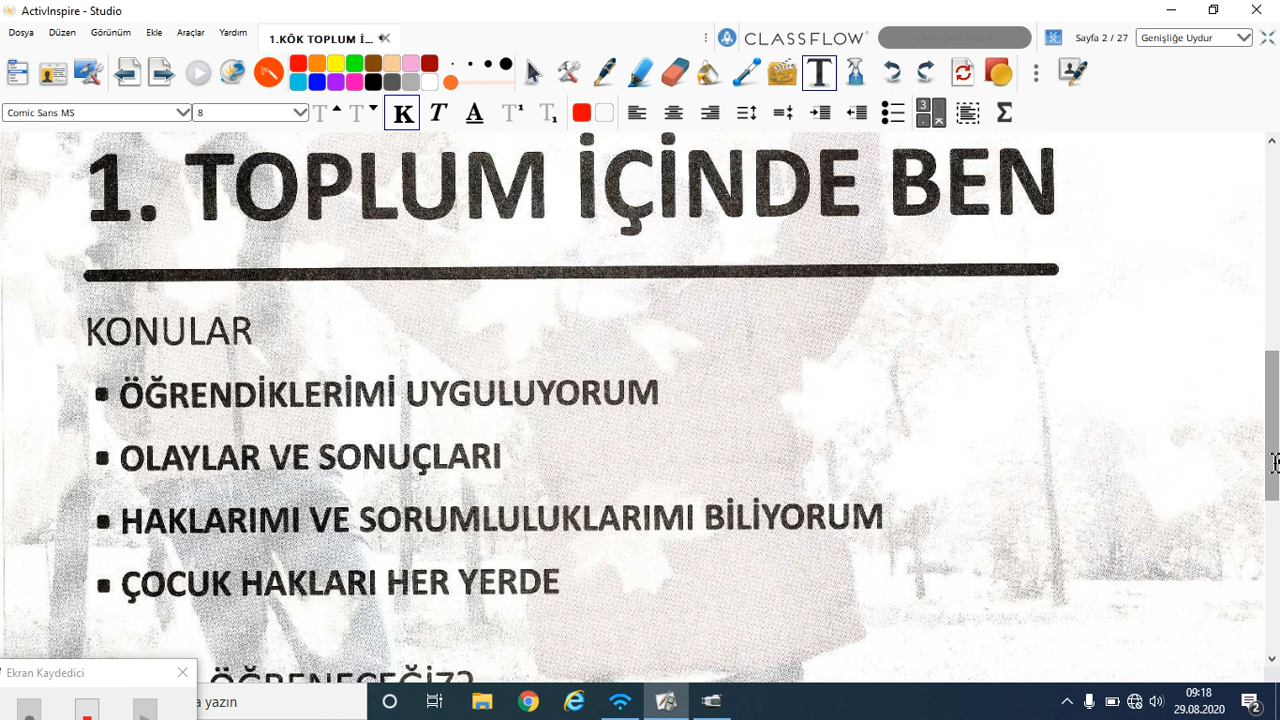 ActivInspire - Studio
Dosya Düzen Görünüm Ekle Araçlar Yardım
1.KÖK TOPLUM İ...
CLASSFLOW
Sayfa 2 / 27
Genişliğe Uydur
Comic Sans MS
8
1. TOPLUM İÇİNDE BEN
KONULAR
▪ ÖĞRENDİKLERİMİ UYGULUYORUM
▪ OLAYLAR VE SONUÇLARI
▪ HAKLARIMI VE SORUMLULUKLARIMI BİLİYORUM
▪ ÇOCUK HAKLARI HER YERDE
ÖĞRENECEĞİZ?
Ekran Kaydedici
a yazın
09:18
29.08.2020
2